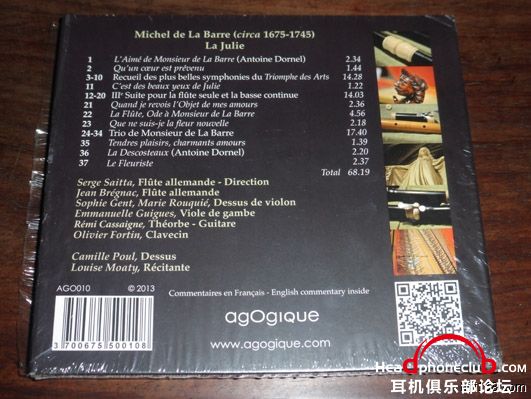 Michel de La Barre (circa 1675-1745)
La Julie
1 L'Aimé de Monsieur de La Barre (Antoine Dornel) 2.34
2 Qu'un cœur est prévenu 1.44
3-10 Recueil des plus belles symphonies du Triomphe des Arts 14.28
11 C'est des beaux yeux de Julie 1.22
12-20 IIIe Suite pour la flûte seule et la basse continue 14.03
21 Quand je revois l'Objet de mes amours 2.36
22 La Flûte, Ode à Monsieur de La Barre 4.56
23 Que ne suis-je la fleur nouvelle 2.18
24-34 Trio de Monsieur de La Barre 17.40
35 Tendres plaisirs, charmants amours 1.39
36 La Descosteaux (Antoine Dornel) 2.20
37 Le Fleuriste 2.37
Total 68.19
Serge Saitta, Flûte allemande - Direction
Jean Brégnac, Flûte allemande
Sophie Gent, Marie Rouquié, Dessus de violon
Emmanuelle Guigues, Viole de gambe
Rémi Cassaigne, Théorbe - Guitare
Olivier Fortin, Clavecin
Camille Poul, Dessus
Louise Moaty, Récitante
AGO010 © 2013
Commentaires en Français - English commentary inside
3 700675 500108
agOgique
www.agogique.com
Headphoneclub.com
耳机俱乐部论坛